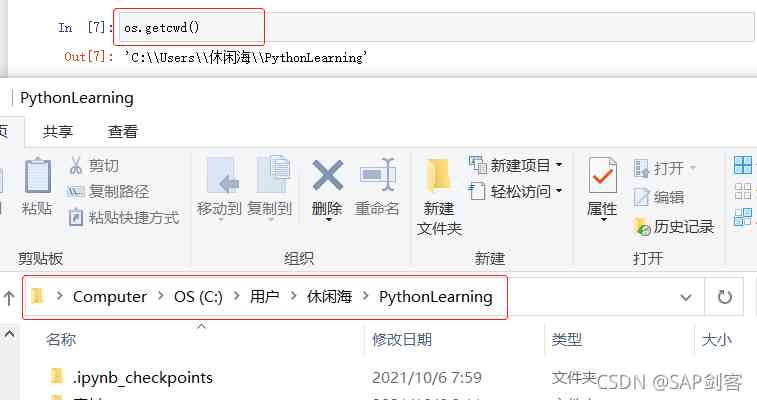 In [7]: os.getcwd()
Out[7]: 'C:\\Users\\休闲海\\PythonLearning'
PythonLearning
页 共享 查看
剪切
复制路径
粘贴快捷方式
粘贴
移动到 复制到 删除 重命名
新建项目
轻松访问
新建
文件夹
属性
打开
编辑
历史记录
剪贴板 组织 新建 打开
Computer OS (C:) 用户 休闲海 PythonLearning
名称 修改日期 类型 大小
.ipynb_checkpoints 2021/10/6 7:59 文件夹
CSDN @SAP剑客